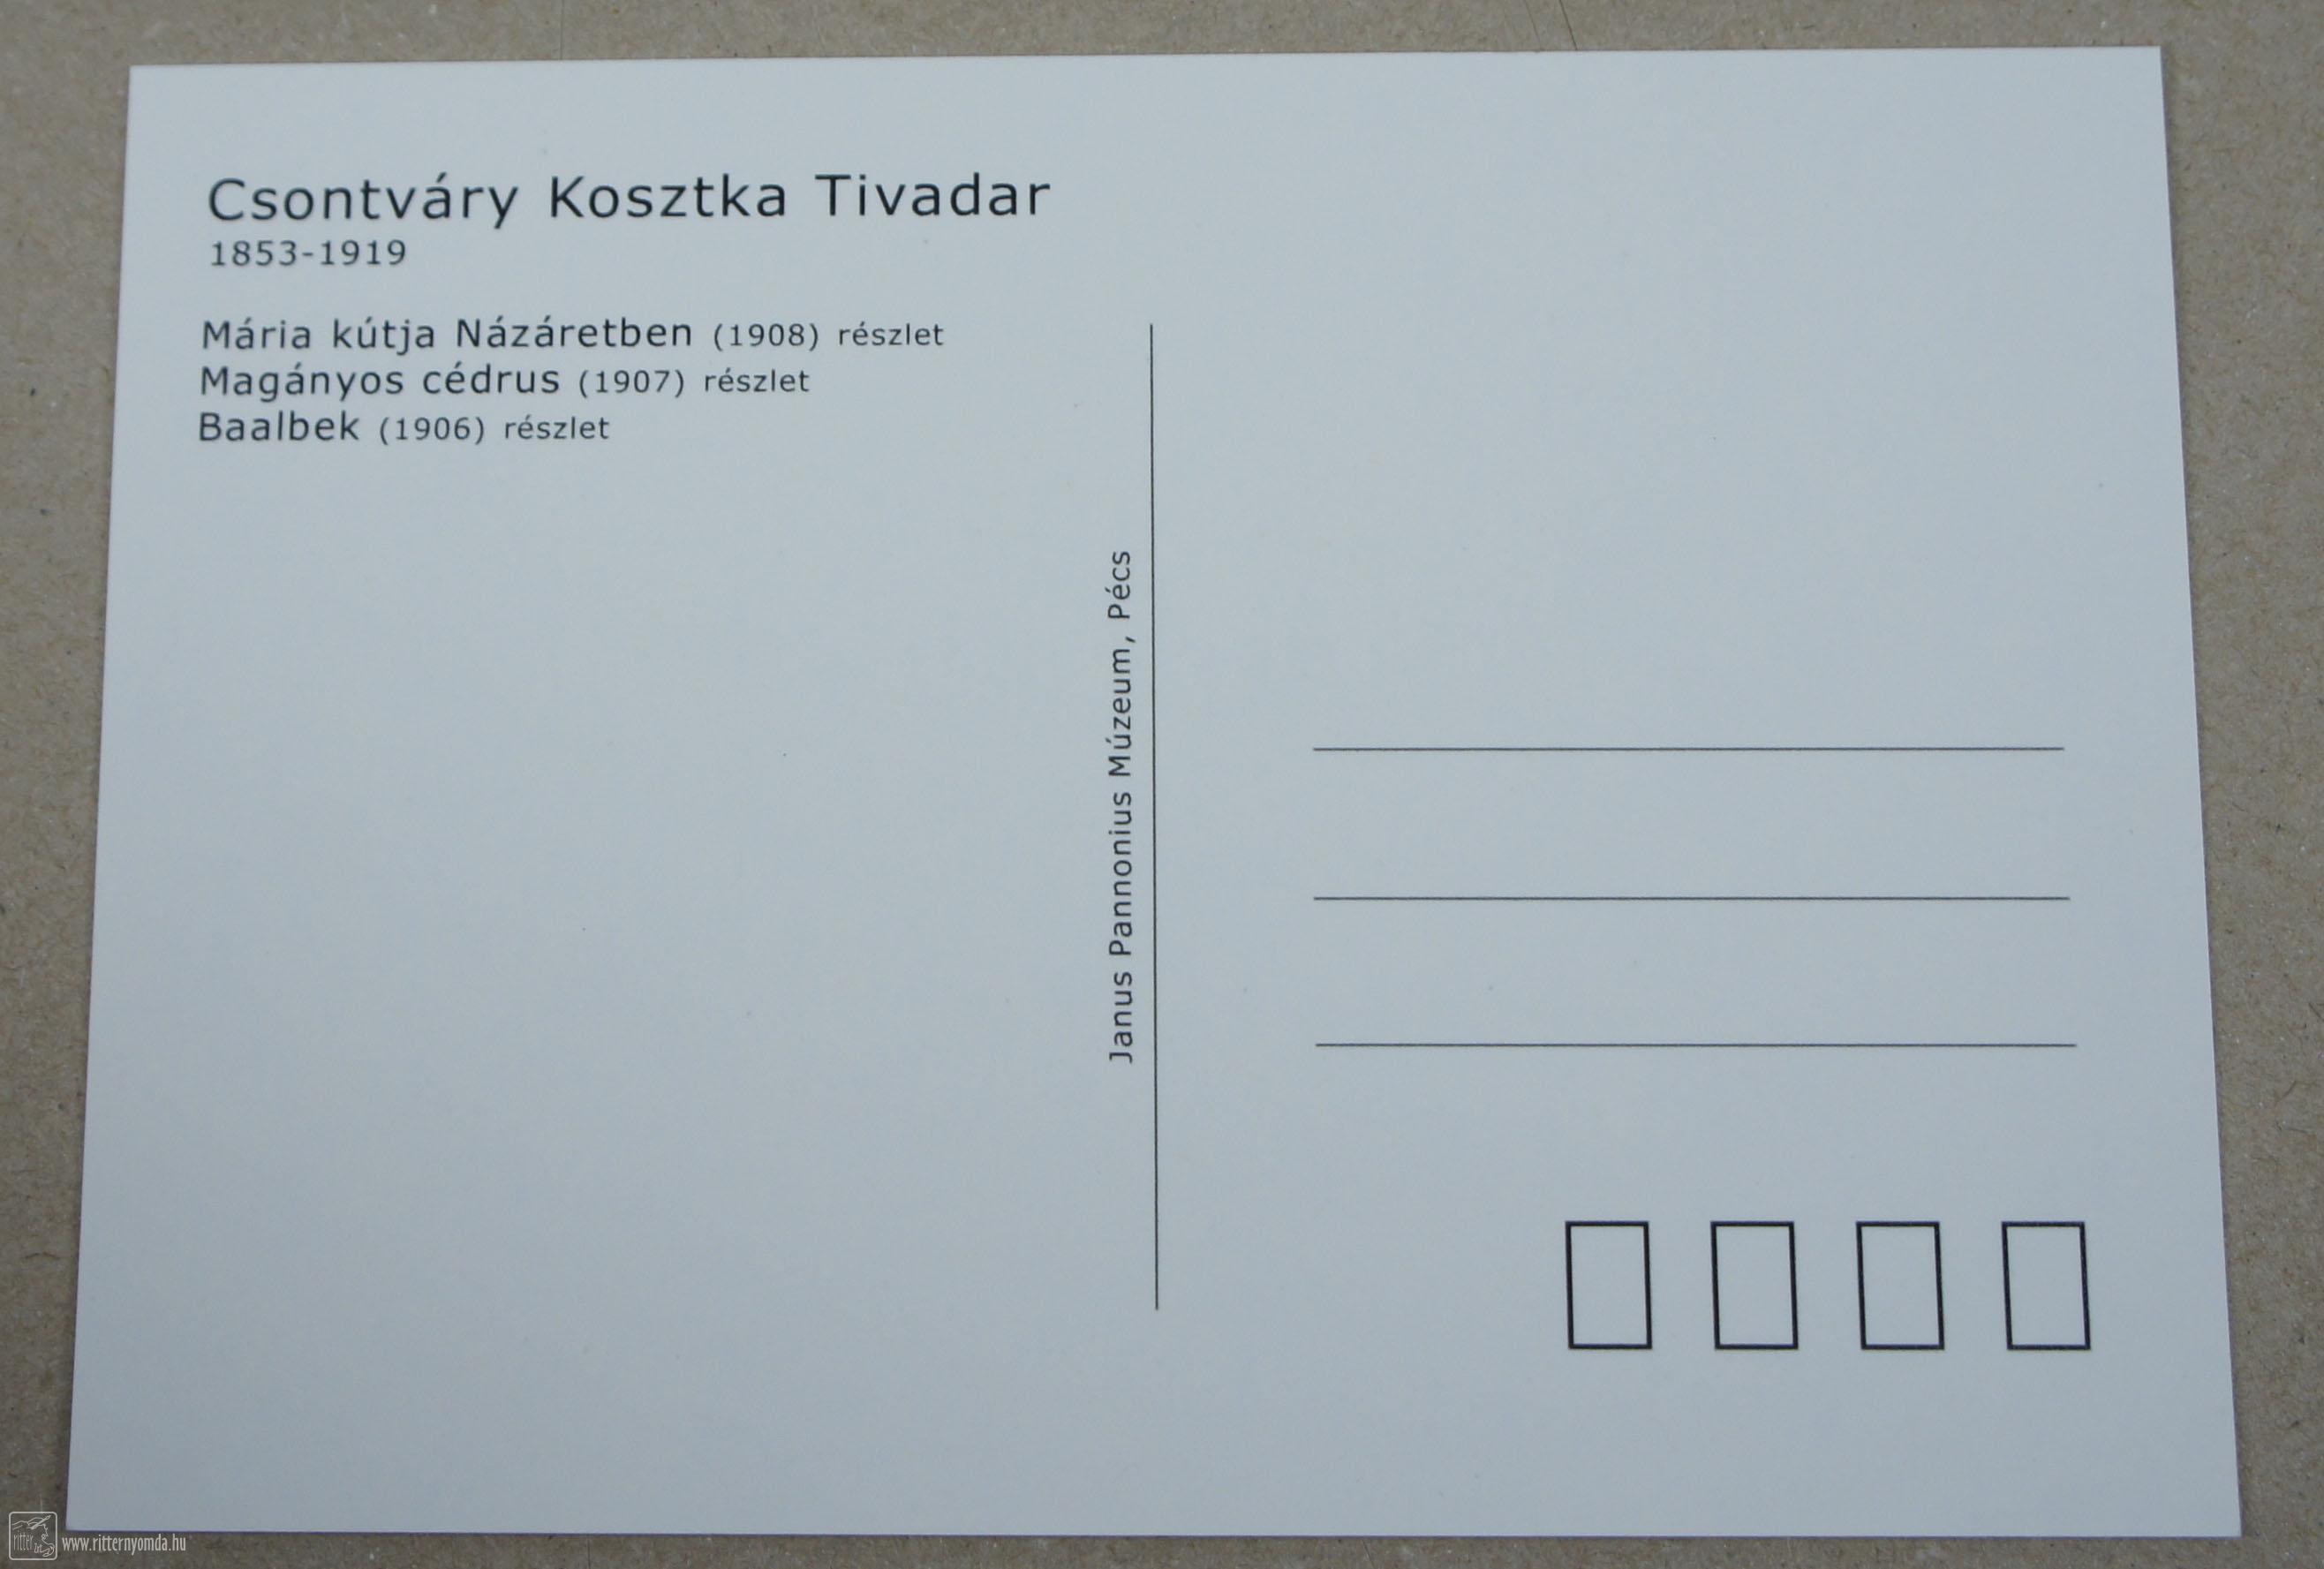 Csontváry Kosztka Tivadar
1853-1919
Mária kútja Názáretben (1908) részlet
Magányos cédrus (1907) részlet
Baalbek (1906) részlet
Janus Pannonius Múzeum, Pécs
ritter
www.ritternyomda.hu